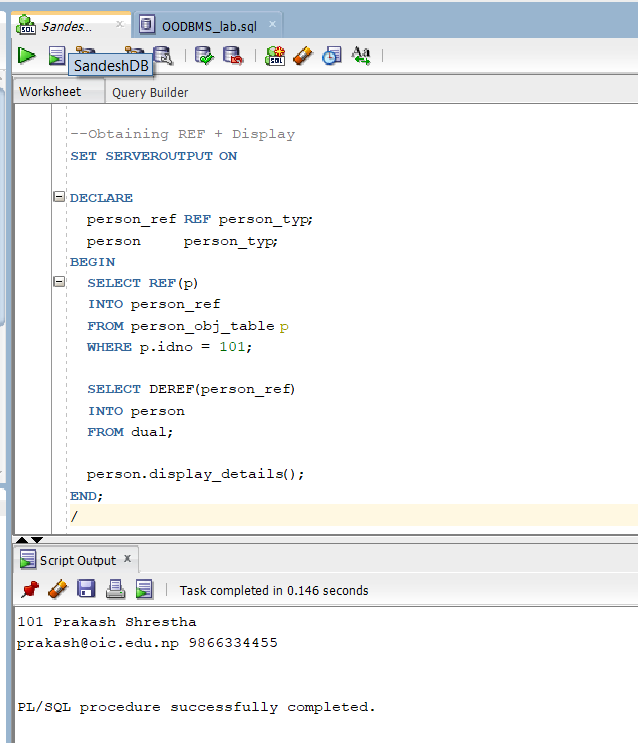 Sandes...
OODBMS_lab.sql
SandeshDB
Worksheet
Query Builder
--Obtaining REF + Display
SET SERVEROUTPUT ON
DECLARE
person_ref REF person_typ;
person person_typ;
BEGIN
SELECT REF(p)
INTO person_ref
FROM person_obj_table p
WHERE p.idno = 101;
SELECT DEREF(person_ref)
INTO person
FROM dual;
person.display_details();
END;
/
Script Output
Task completed in 0.146 seconds
101 Prakash Shrestha
prakash@oic.edu.np 9866334455
PL/SQL procedure successfully completed.